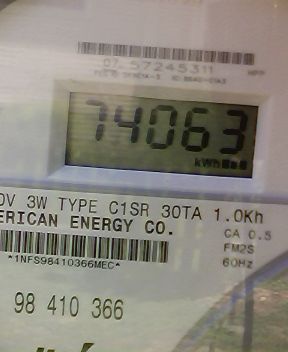 07 57245311
74063
kWh
0V 3W TYPE C1SR 30TA 1.0Kh
ERICAN ENERGY CO.
CA 0.5
FM2S
60Hz
*1NFS98410366MEC*
98 410 366